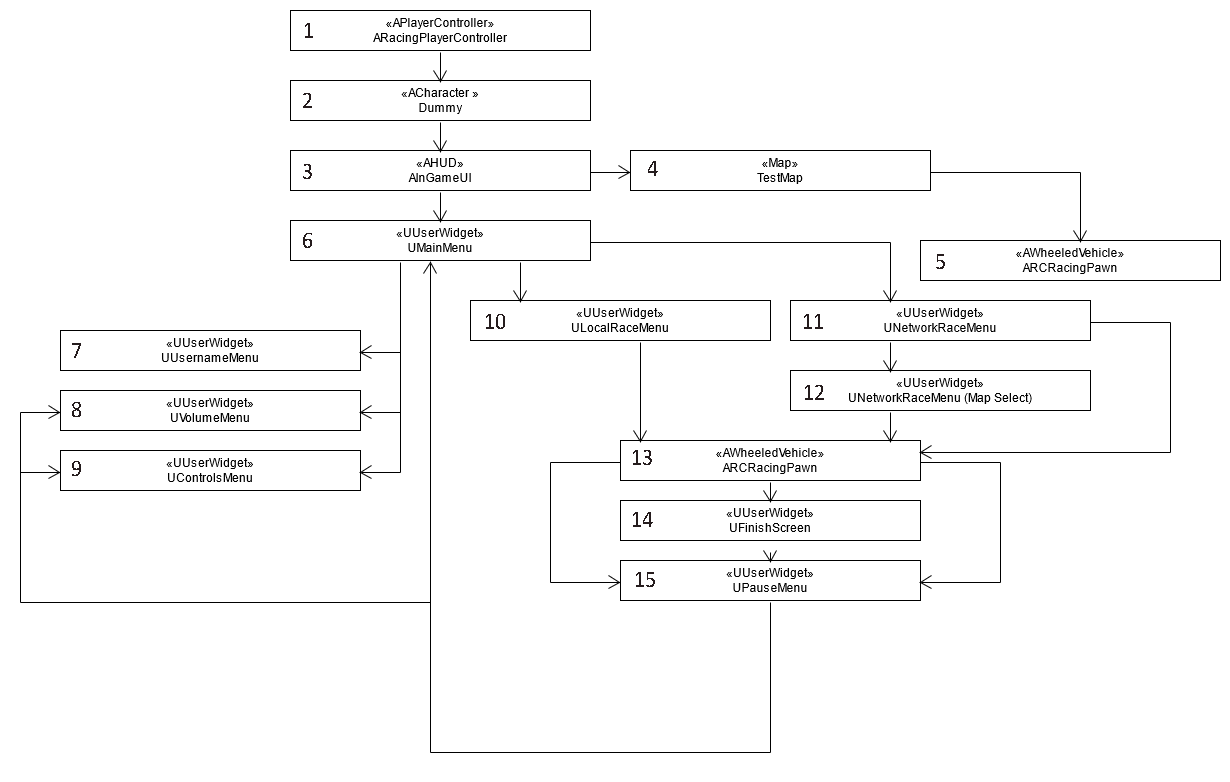 1
«APlayerController»
ARacingPlayerController
2
«ACharacter »
Dummy
3
«AHUD»
AInGameUI
4
«Map»
TestMap
5
«AWheeledVehicle»
ARCRacingPawn
6
«UUserWidget»
UMainMenu
7
«UUserWidget»
UUsernameMenu
8
«UUserWidget»
UVolumeMenu
9
«UUserWidget»
UControlsMenu
10
«UUserWidget»
ULocalRaceMenu
11
«UUserWidget»
UNetworkRaceMenu
12
«UUserWidget»
UNetworkRaceMenu (Map Select)
13
«AWheeledVehicle»
ARCRacingPawn
14
«UUserWidget»
UFinishScreen
15
«UUserWidget»
UPauseMenu